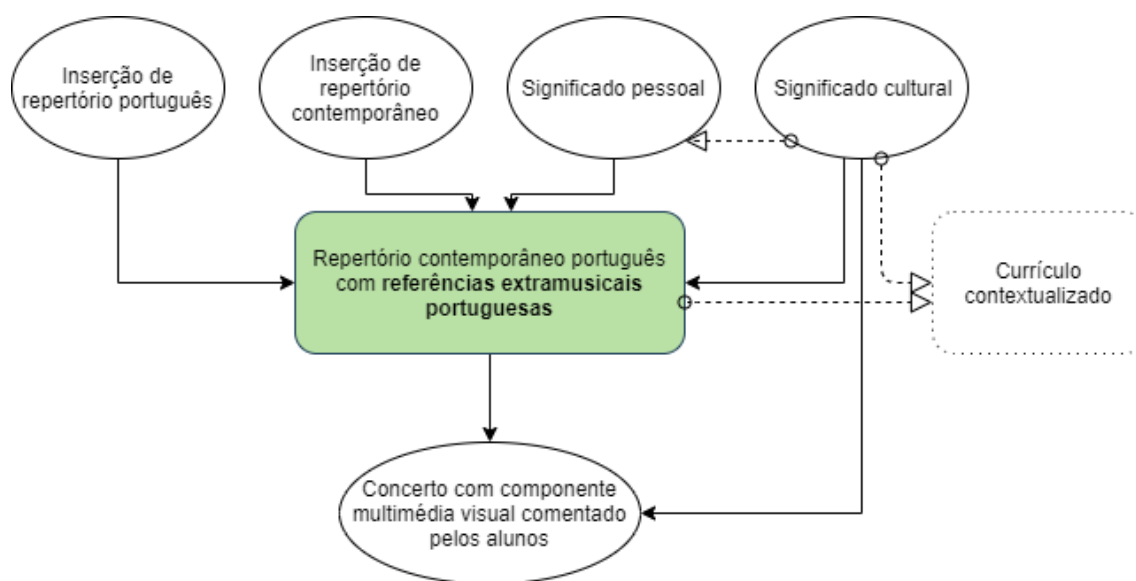 Inserção de
repertório português
Inserção de
repertório
contemporâneo
Significado pessoal
Significado cultural
Repertório contemporâneo português
com referências extramusicais
portuguesas
Currículo
contextualizado
Concerto com componente
multimédia visual comentado
pelos alunos